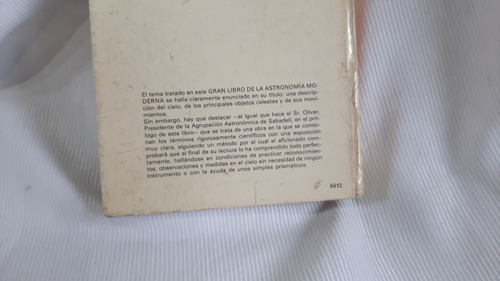 El tema tratado en este GRAN LIBRO DE LA ASTRONOMÍA MO-
DERNA se halla claramente enunciado en su título: una descrip-
ción del cielo, de los principales objetos celestes y de sus movi-
mientos.
Sin embargo, hay que destacar —al igual que hace el Sr. Oliver,
Presidente de la Agrupación Astronómica de Sabadell, en el pró-
logo de este libro— que se trata de una obra en la que se combi-
nan los términos rigurosamente científicos con una exposición
muy clara, siguiendo un método por el cual el aficionado com-
probará que al final de su lectura lo ha comprendido todo perfec-
tamente, hallándose en condiciones de practicar reconocimien-
tos, observaciones y medidas en el cielo sin necesidad de ningún
instrumento o con la ayuda de unos simples prismáticos.
6612